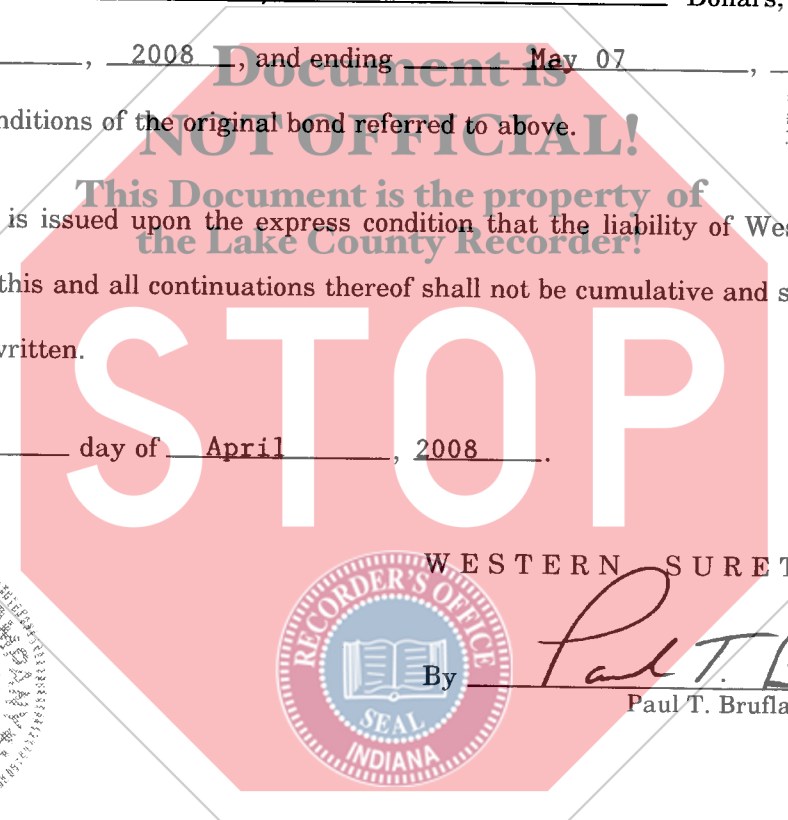 Dollars,
, 2008 , and ending May 07 ,
Document is
nditions of the original bond referred to above.
NOT OFFICIAL!
This Document is the property of
is issued upon the express condition that the liability of Wes
the Lake County Recorder!
this and all continuations thereof shall not be cumulative and s
written.
STOP
day of April , 2008 .
WESTERN SURET
RECORDER'S OFFICE
SEAL
INDIANA
By Paul T.
Paul T. Brufla